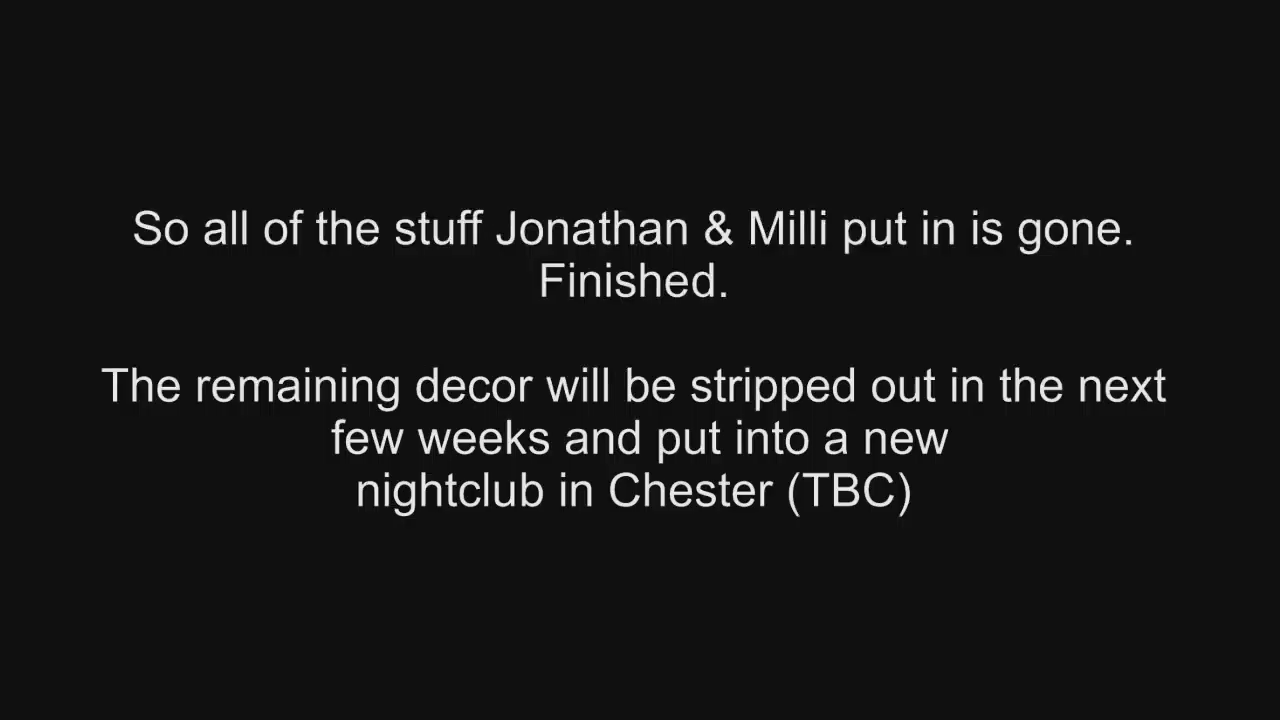 So all of the stuff Jonathan & Milli put in is gone.
Finished.
The remaining decor will be stripped out in the next
few weeks and put into a new
nightclub in Chester (TBC)